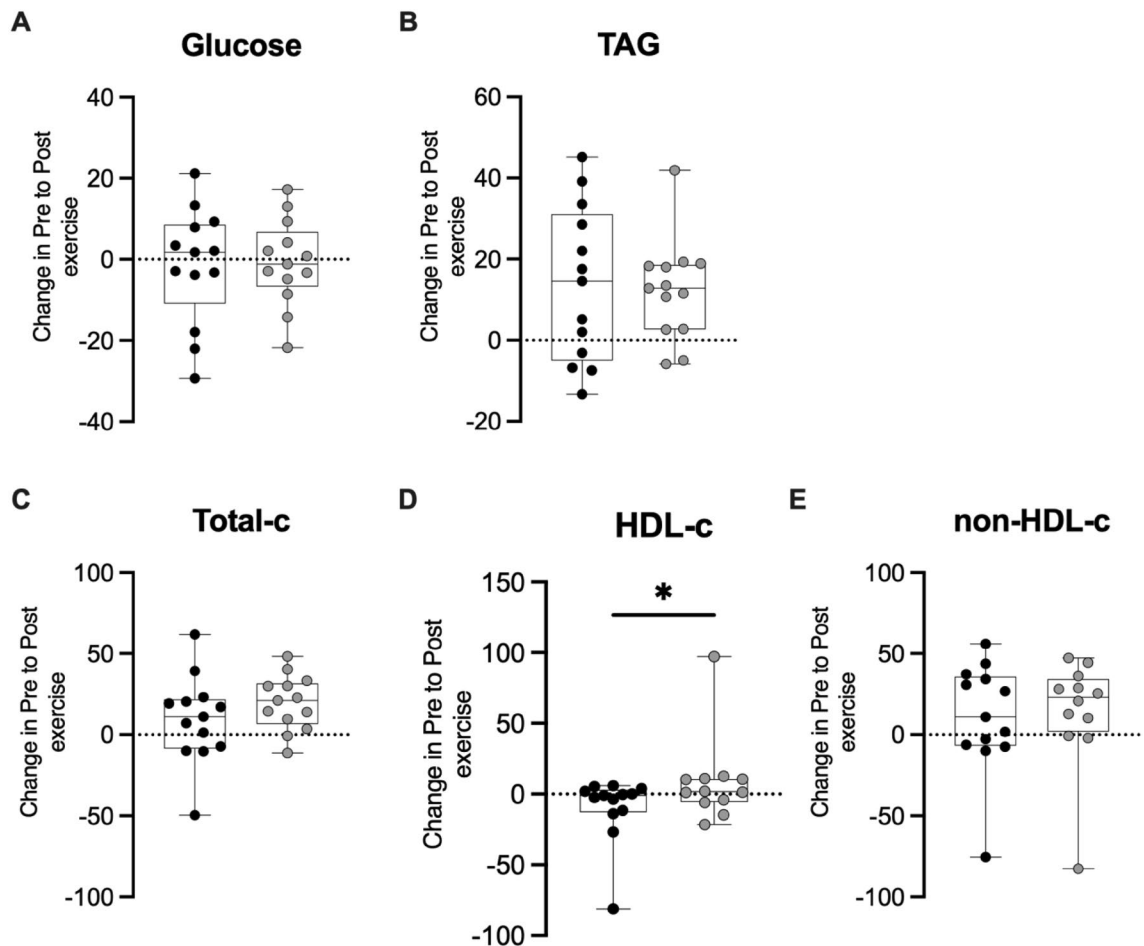 A
Glucose
Change in Pre to Post
exercise
40
20
0
-20
-40
B
TAG
Change in Pre to Post
exercise
60
40
20
0
-20
C
Total-c
Change in Pre to Post
exercise
100
50
0
-50
-100
D
HDL-c
Change in Pre to Post
exercise
150
100
50
0
-50
-100
*
E
non-HDL-c
Change in Pre to Post
exercise
100
50
0
-50
-100